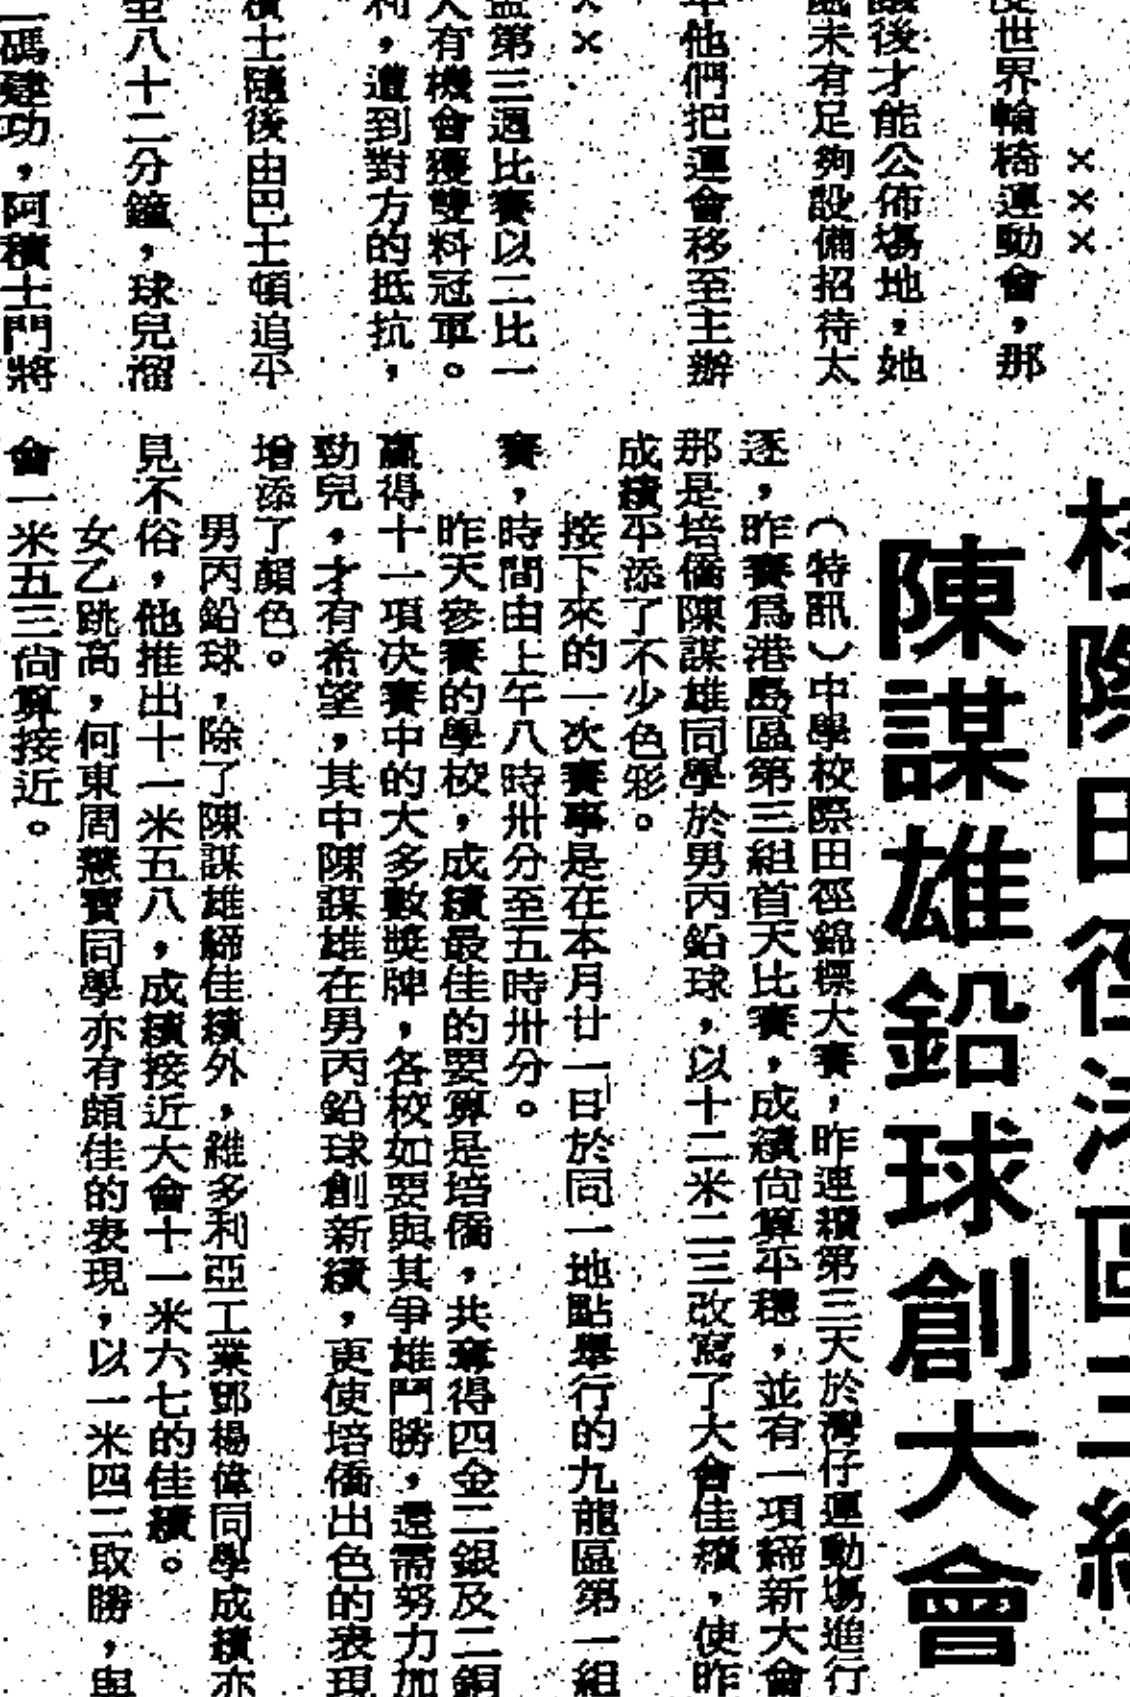 世界輪椅運動會，那
後才能公佈場地，她
未有足夠設備招待太
他們把運會移至主辦
第三週比賽以二比一
人有機會獲雙料冠軍。
利，遭到對方的抵抗，
士隨後由巴士頓追平
至八十二分鐘，球兒溜
碼建功，阿積士門將
陳謀雄鉛球創大會
（特訊）中學校際田徑錦標大賽，昨連續第三天於灣仔運動場進行
逐，昨賽爲港島區第三組首天比賽，成績尙算平穩，並有一項締新大會
那是培僑陳謀雄同學於男丙鉛球，以十二米二三改寫了大會佳績，使昨
成績平添了不少色彩。
接下來的一次賽事是在本月廿一日於同一地點舉行的九龍區第一組
賽，時間由上午八時卅分至五時卅分。
昨天參賽的學校，成績最佳的要算是培僑，共奪得四金二銀及二銅
贏得十一項決賽中的大多數獎牌，各校如要與其爭雄鬥勝，還需努力加
勁兒，才有希望，其中陳謀雄在男丙鉛球創新績，更使培僑出色的表現
增添了顏色。
男丙鉛球，除了陳謀雄締佳績外，維多利亞工業鄧楊偉同學成績亦
見不俗，他推出十一米五八，成績接近大會十一米六七的佳績。
女乙跳高，何東周慧寶同學亦有頗佳的表現，以一米四二取勝，與
會一米五三尙算接近。